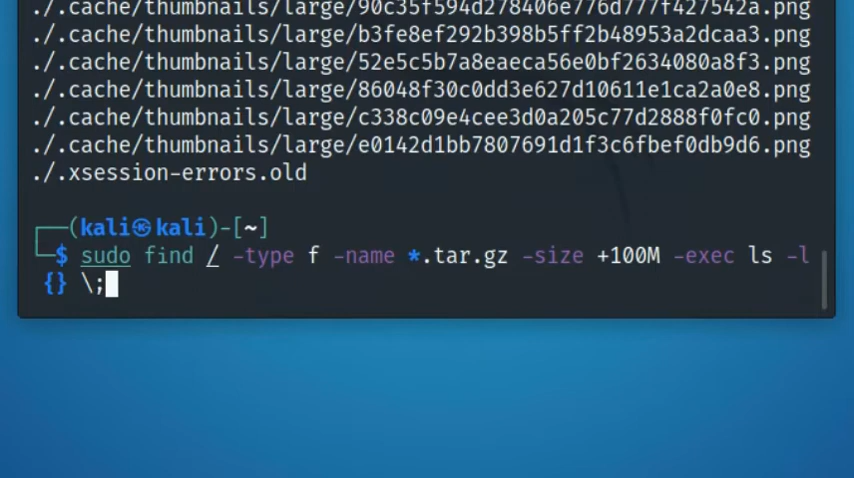 ./.cache/thumbnails/large/90c35f594d278406e776d777f427542a.png
./.cache/thumbnails/large/b3fe8ef292b398b5ff2b48953a2dcaa3.png
./.cache/thumbnails/large/52e5c5b7a8eaeca56e0bf2634080a8f3.png
./.cache/thumbnails/large/86048f30c0dd3e627d10611e1ca2a0e8.png
./.cache/thumbnails/large/c338c09e4cee3d0a205c77d2888f0fc0.png
./.cache/thumbnails/large/e0142d1bb7807691d1f3c6fbef0db9d6.png
./.xsession-errors.old
┌──(kali㉿kali)-[~]
└─$ sudo find / -type f -name *.tar.gz -size +100M -exec ls -l
{} \;